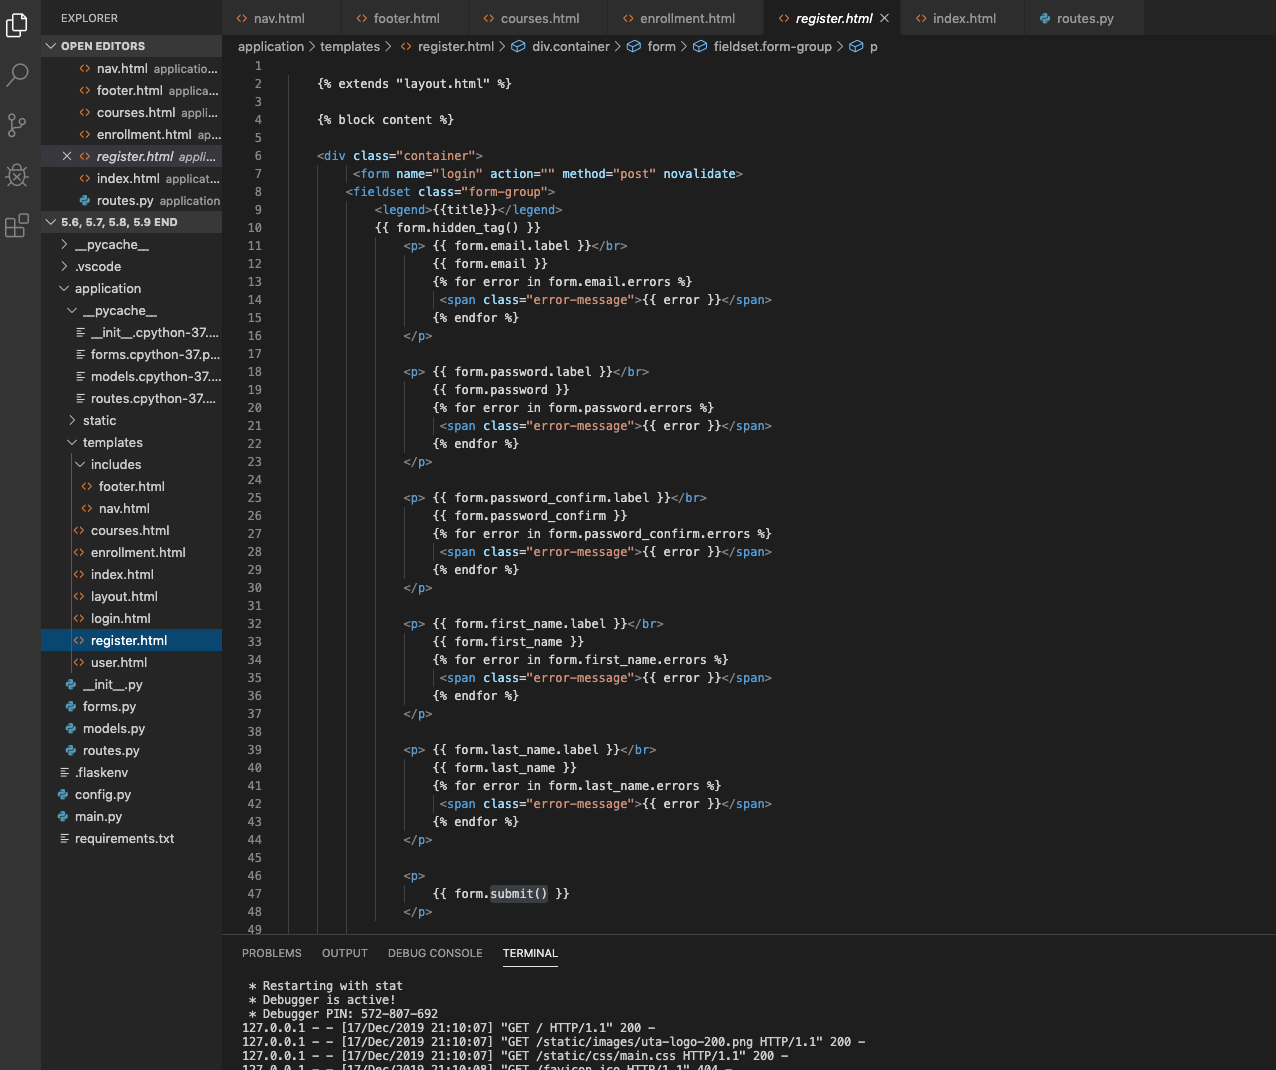 EXPLORER
nav.html
footer.html
courses.html
enrollment.html
register.html
index.html
routes.py
OPEN EDITORS
nav.html applicatio...
footer.html applica...
courses.html appli...
enrollment.html ap...
register.html appli...
index.html applicat...
routes.py application
5.6, 5.7, 5.8, 5.9 END
__pycache__
.vscode
application
__pycache__
__init__.cpython-37....
forms.cpython-37.p...
models.cpython-37....
routes.cpython-37....
static
templates
includes
footer.html
nav.html
courses.html
enrollment.html
index.html
layout.html
login.html
register.html
user.html
__init__.py
forms.py
models.py
routes.py
.flaskenv
config.py
main.py
requirements.txt
application > templates > register.html > div.container > form > fieldset.form-group > p
1
2 {% extends "layout.html" %}
3
4 {% block content %}
5
6 <div class="container">
7 <form name="login" action="" method="post" novalidate>
8 <fieldset class="form-group">
9 <legend>{{title}}</legend>
10 {{ form.hidden_tag() }}
11 <p> {{ form.email.label }}</br>
12 {{ form.email }}
13 {% for error in form.email.errors %}
14 <span class="error-message">{{ error }}</span>
15 {% endfor %}
16 </p>
17
18 <p> {{ form.password.label }}</br>
19 {{ form.password }}
20 {% for error in form.password.errors %}
21 <span class="error-message">{{ error }}</span>
22 {% endfor %}
23 </p>
24
25 <p> {{ form.password_confirm.label }}</br>
26 {{ form.password_confirm }}
27 {% for error in form.password_confirm.errors %}
28 <span class="error-message">{{ error }}</span>
29 {% endfor %}
30 </p>
31
32 <p> {{ form.first_name.label }}</br>
33 {{ form.first_name }}
34 {% for error in form.first_name.errors %}
35 <span class="error-message">{{ error }}</span>
36 {% endfor %}
37 </p>
38
39 <p> {{ form.last_name.label }}</br>
40 {{ form.last_name }}
41 {% for error in form.last_name.errors %}
42 <span class="error-message">{{ error }}</span>
43 {% endfor %}
44 </p>
45
46 <p>
47 {{ form.submit() }}
48 </p>
49
PROBLEMS OUTPUT DEBUG CONSOLE TERMINAL
* Restarting with stat
* Debugger is active!
* Debugger PIN: 572-807-692
127.0.0.1 - - [17/Dec/2019 21:10:07] "GET / HTTP/1.1" 200 -
127.0.0.1 - - [17/Dec/2019 21:10:07] "GET /static/images/uta-logo-200.png HTTP/1.1" 200 -
127.0.0.1 - - [17/Dec/2019 21:10:07] "GET /static/css/main.css HTTP/1.1" 200 -
127.0.0.1 - - [17/Dec/2019 21:10:08] "GET /favicon.ico HTTP/1.1" 404 -